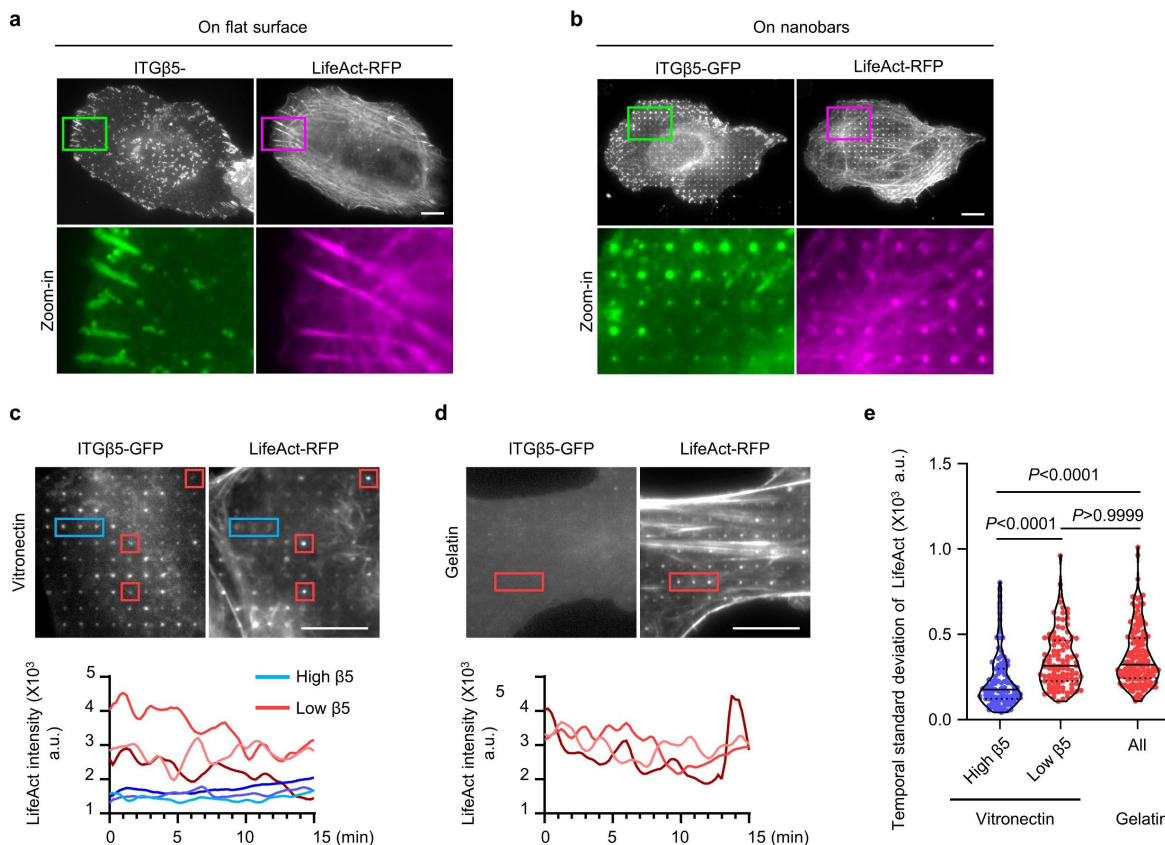 a
On flat surface
ITGβ5-
LifeAct-RFP
Zoom-in
b
On nanobars
ITGβ5-GFP
LifeAct-RFP
Zoom-in
c
ITGβ5-GFP
LifeAct-RFP
Vitronectin
LifeAct intensity (X10³
a.u.)
5
4
3
2
1
High β5
Low β5
0
5
10
15 (min)
d
ITGβ5-GFP
LifeAct-RFP
Gelatin
LifeAct intensity (X10³
a.u.)
5
4
3
2
1
0
5
10
15 (min)
e
Temporal standard deviation of LifeAct (X10³ a.u.)
1.5
1.0
0.5
0.0
P<0.0001
P<0.0001
P>0.9999
High β5
Low β5
All
Vitronectin
Gelatin